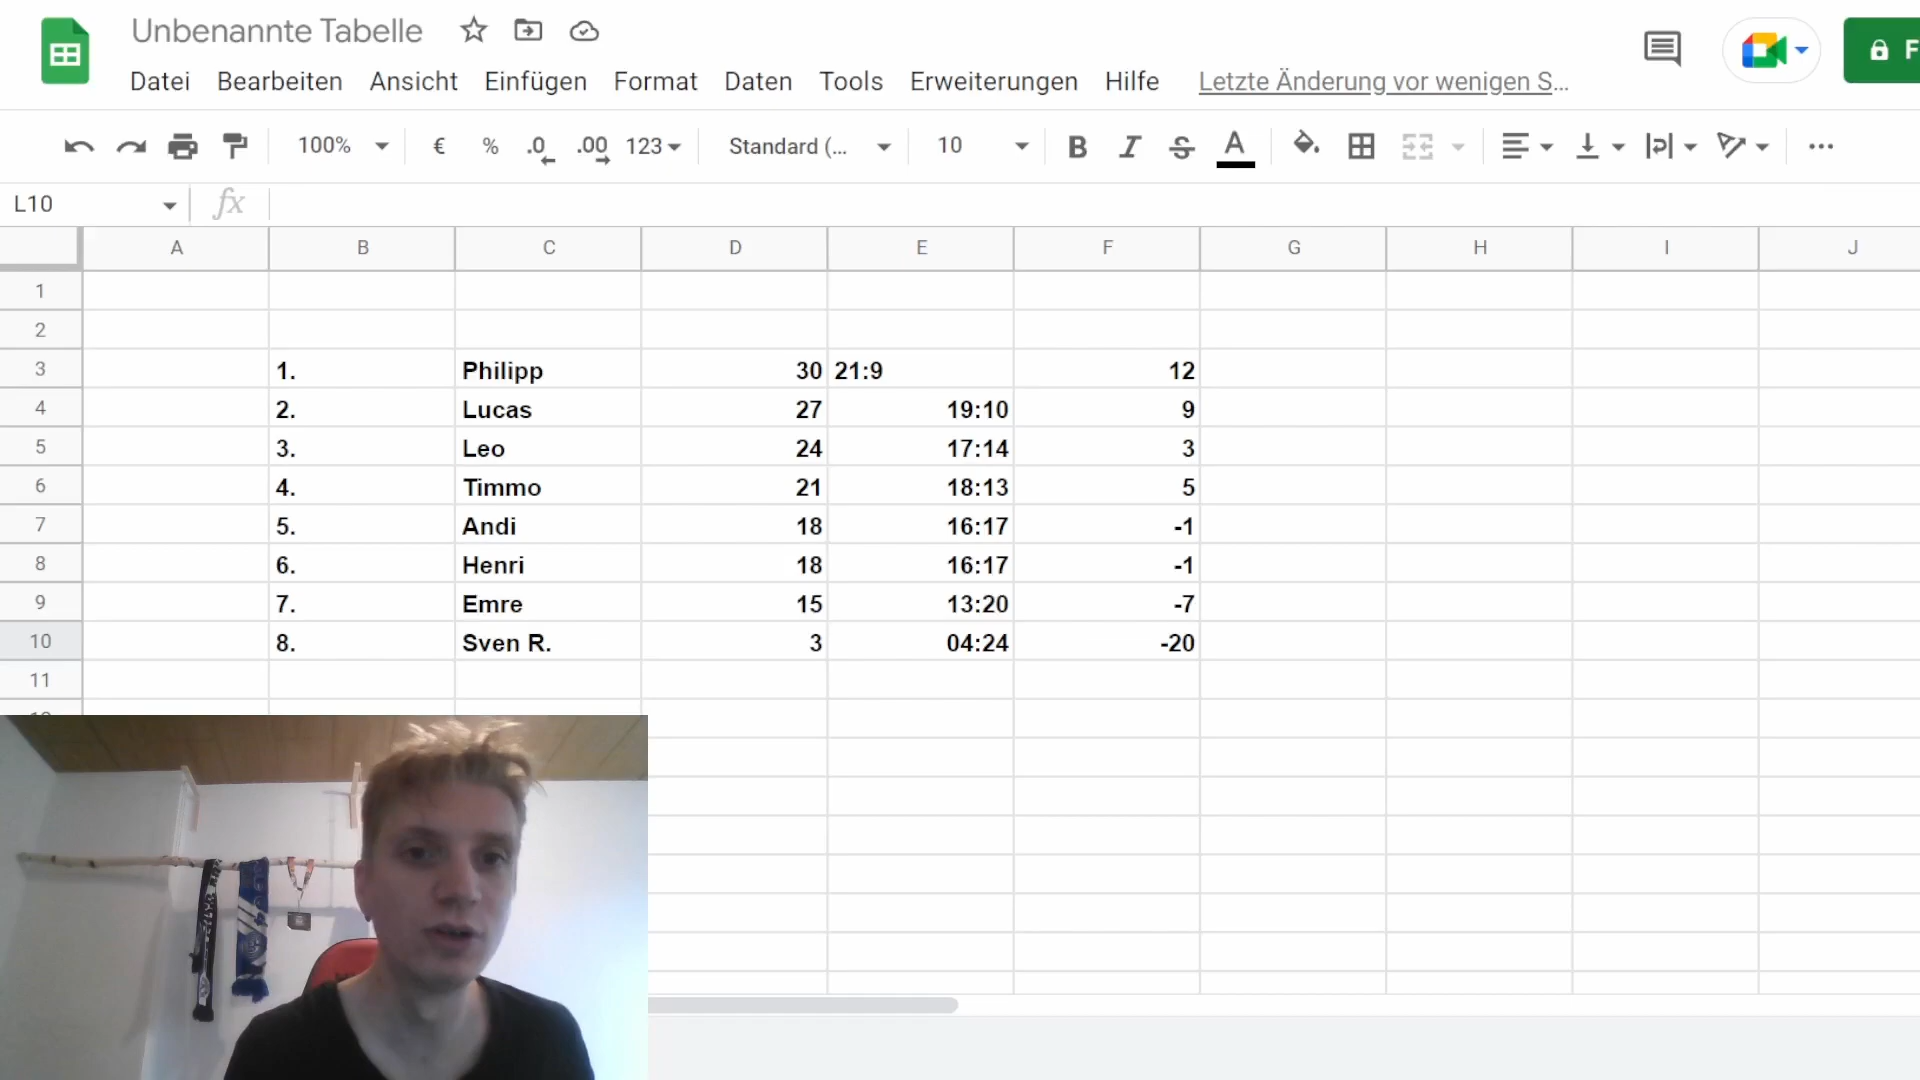 Unbenannte Tabelle
Datei Bearbeiten Ansicht Einfügen Format Daten Tools Erweiterungen Hilfe Letzte Änderung vor wenigen S...
100% € % .0 .00 123 Standard (... 10 B I S A F
L10 fx
A B C D E F G H I J
1
2
3 1. Philipp 30 21:9 12
4 2. Lucas 27 19:10 9
5 3. Leo 24 17:14 3
6 4. Timmo 21 18:13 5
7 5. Andi 18 16:17 -1
8 6. Henri 18 16:17 -1
9 7. Emre 15 13:20 -7
10 8. Sven R. 3 04:24 -20
11